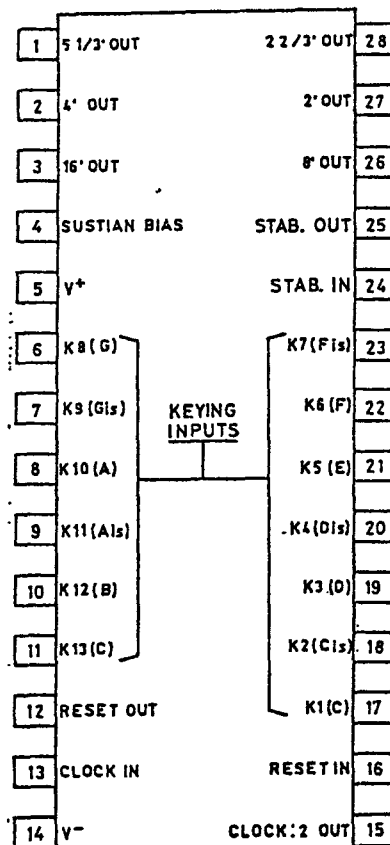 1 5 1/3' OUT 2 2/3' OUT 28
2 4' OUT 2' OUT 27
3 16' OUT 8' OUT 26
4 SUSTIAN BIAS STAB. OUT 25
5 V+ STAB. IN 24
6 K8(G) K7(Fis) 23
7 K9(Gis) K6(F) 22
KEYING
INPUTS
8 K10(A) K5(E) 21
9 K11(Ais) K4(Dis) 20
10 K12(B) K3(D) 19
11 K13(C) K2(Cis) 18
12 RESET OUT K1(C) 17
13 CLOCK IN RESET IN 16
14 V- CLOCK:2 OUT 15